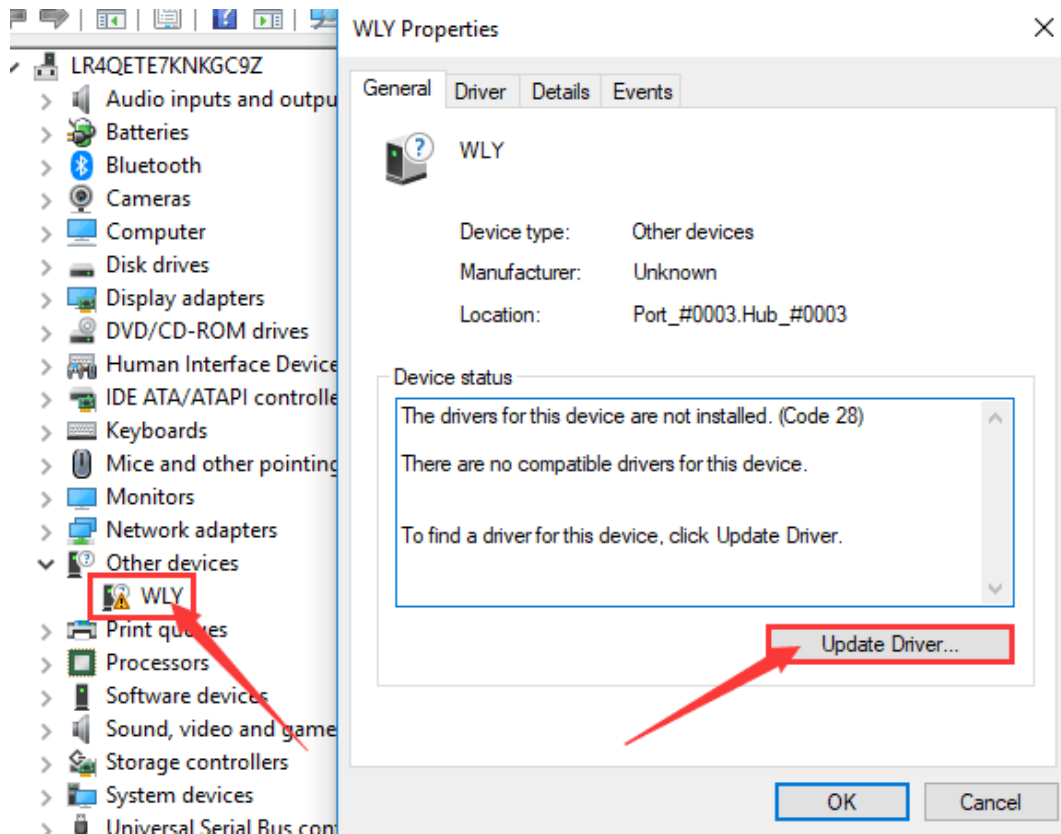 LR4QETE7KNKGC9Z
Audio inputs and outpu
Batteries
Bluetooth
Cameras
Computer
Disk drives
Display adapters
DVD/CD-ROM drives
Human Interface Device
IDE ATA/ATAPI controlle
Keyboards
Mice and other pointing
Monitors
Network adapters
Other devices
WLY
Print queues
Processors
Software devices
Sound, video and game
Storage controllers
System devices
Universal Serial Bus cont
WLY Properties
General Driver Details Events
WLY
Device type: Other devices
Manufacturer: Unknown
Location: Port_#0003.Hub_#0003
Device status
The drivers for this device are not installed. (Code 28)
There are no compatible drivers for this device.
To find a driver for this device, click Update Driver.
Update Driver...
OK Cancel